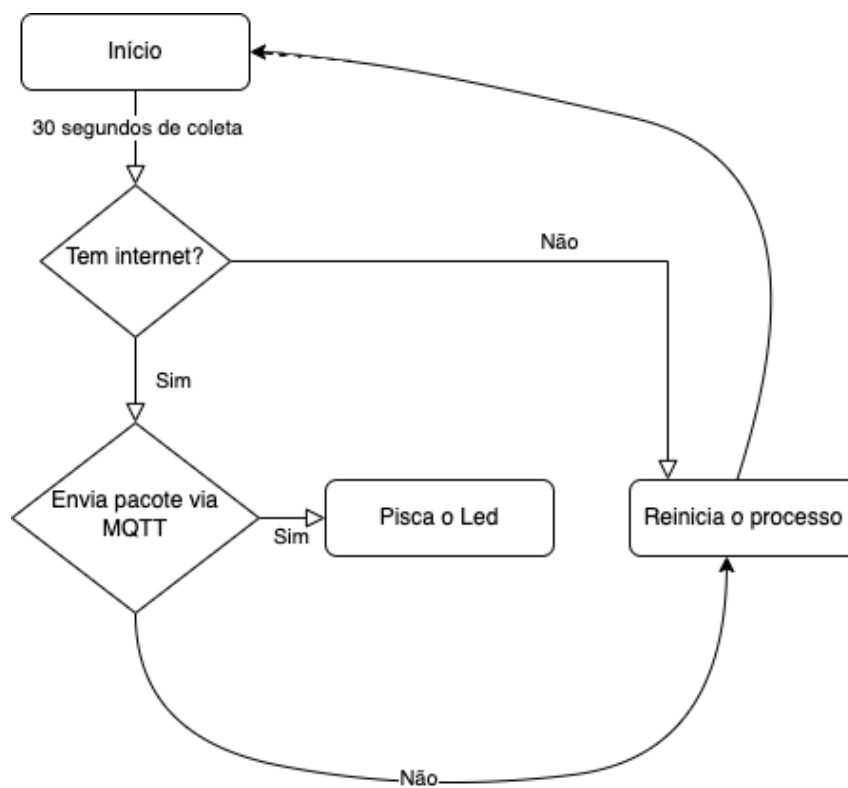 Início
30 segundos de coleta
Tem internet?
Não
Sim
Envia pacote via
MQTT
Sim
Pisca o Led
Reinicia o processo
Não